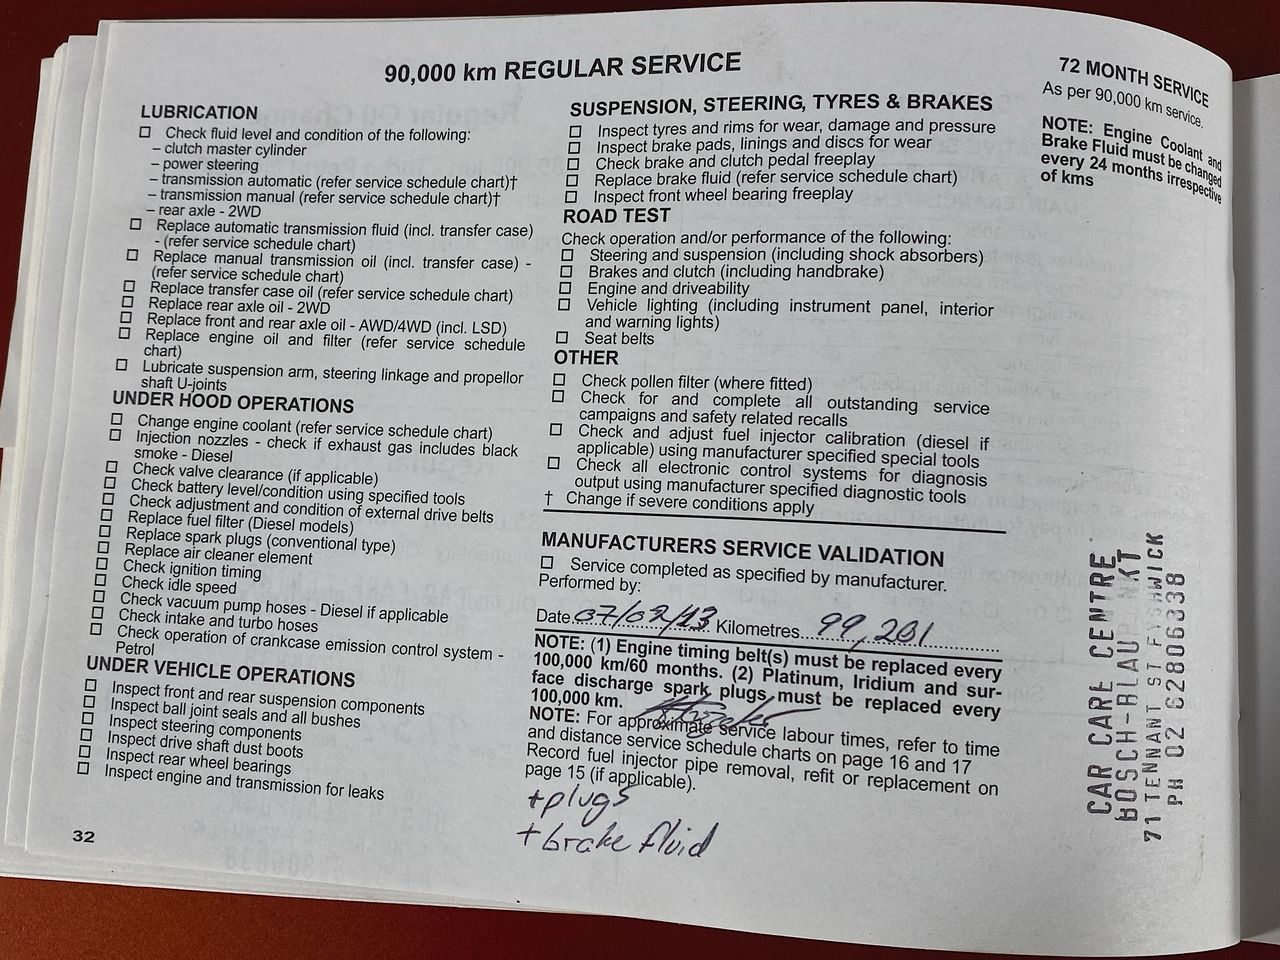 90,000 km REGULAR SERVICE
LUBRICATION
☐ Check fluid level and condition of the following:
– clutch master cylinder
– power steering
– transmission automatic (refer service schedule chart)†
– transmission manual (refer service schedule chart)†
– rear axle - 2WD
☐ Replace automatic transmission fluid (incl. transfer case)
- (refer service schedule chart)
☐ Replace manual transmission oil (incl. transfer case) -
(refer service schedule chart)
☐ Replace transfer case oil (refer service schedule chart)
☐ Replace rear axle oil - 2WD
☐ Replace front and rear axle oil - AWD/4WD (incl. LSD)
☐ Replace engine oil and filter (refer service schedule
chart)
☐ Lubricate suspension arm, steering linkage and propellor
shaft U-joints
UNDER HOOD OPERATIONS
☐ Change engine coolant (refer service schedule chart)
☐ Injection nozzles - check if exhaust gas includes black
smoke - Diesel
☐ Check valve clearance (if applicable)
☐ Check battery level/condition using specified tools
☐ Check adjustment and condition of external drive belts
☐ Replace fuel filter (Diesel models)
☐ Replace spark plugs (conventional type)
☐ Replace air cleaner element
☐ Check ignition timing
☐ Check idle speed
☐ Check vacuum pump hoses - Diesel if applicable
☐ Check intake and turbo hoses
☐ Check operation of crankcase emission control system -
Petrol
UNDER VEHICLE OPERATIONS
☐ Inspect front and rear suspension components
☐ Inspect ball joint seals and all bushes
☐ Inspect steering components
☐ Inspect drive shaft dust boots
☐ Inspect rear wheel bearings
☐ Inspect engine and transmission for leaks
32
SUSPENSION, STEERING, TYRES & BRAKES
☐ Inspect tyres and rims for wear, damage and pressure
☐ Inspect brake pads, linings and discs for wear
☐ Check brake and clutch pedal freeplay
☐ Replace brake fluid (refer service schedule chart)
☐ Inspect front wheel bearing freeplay
ROAD TEST
Check operation and/or performance of the following:
☐ Steering and suspension (including shock absorbers)
☐ Brakes and clutch (including handbrake)
☐ Engine and driveability
☐ Vehicle lighting (including instrument panel, interior
and warning lights)
☐ Seat belts
OTHER
☐ Check pollen filter (where fitted)
☐ Check for and complete all outstanding service
campaigns and safety related recalls
☐ Check and adjust fuel injector calibration (diesel if
applicable) using manufacturer specified special tools
☐ Check all electronic control systems for diagnosis
output using manufacturer specified diagnostic tools
† Change if severe conditions apply
MANUFACTURERS SERVICE VALIDATION
☐ Service completed as specified by manufacturer.
Performed by:
Date 07/02/13 Kilometres 99,201
NOTE: (1) Engine timing belt(s) must be replaced every
100,000 km/60 months. (2) Platinum, Iridium and sur-
face discharge spark plugs must be replaced every
100,000 km.
NOTE: For approximate service labour times, refer to time
and distance service schedule charts on page 16 and 17
Record fuel injector pipe removal, refit or replacement on
page 15 (if applicable).
+plugs
+brake fluid
72 MONTH SERVICE
As per 90,000 km service.
NOTE: Engine Coolant and
Brake Fluid must be changed
every 24 months irrespective
of kms
CAR CARE CENTRE
BOSCH-BLAU NKT
71 TENNANT ST FYSHWICK
PH 02 62806338